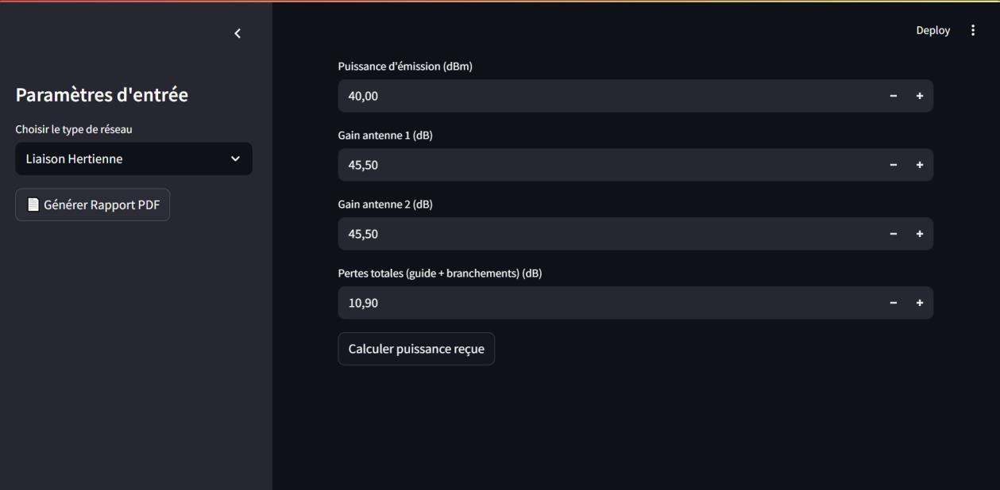 Deploy
Paramètres d'entrée
Choisir le type de réseau
Liaison Hertienne
Générer Rapport PDF
Puissance d'émission (dBm)
40,00
Gain antenne 1 (dB)
45,50
Gain antenne 2 (dB)
45,50
Pertes totales (guide + branchements) (dB)
10,90
Calculer puissance reçue